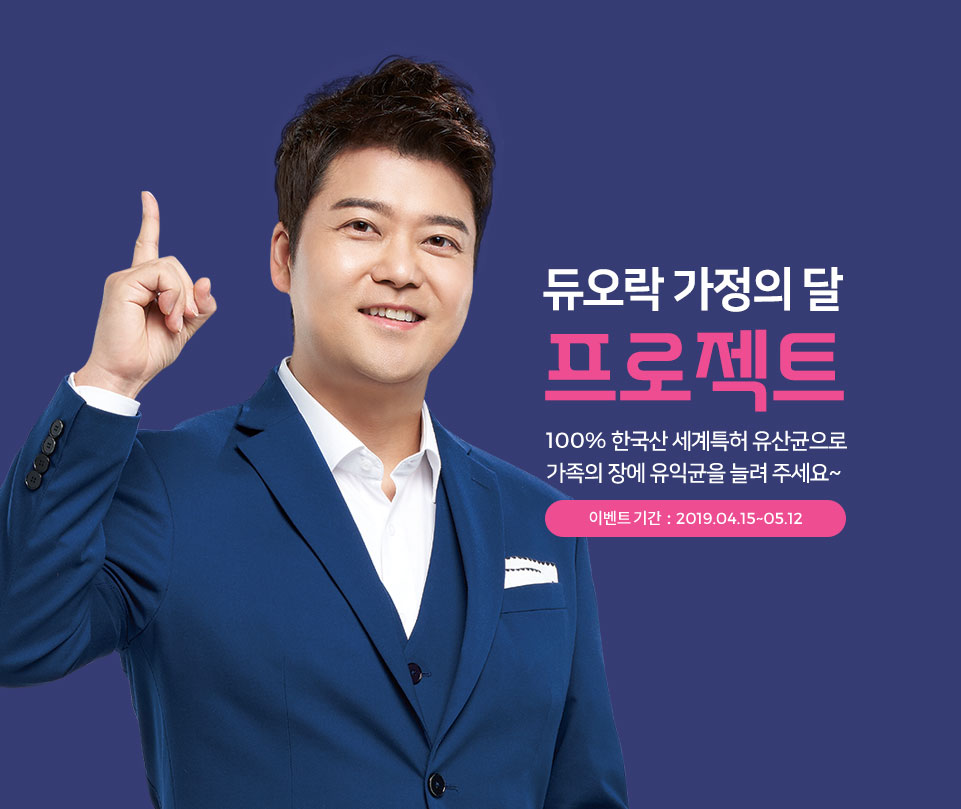 듀오락 가정의 달
프로젝트
100% 한국산 세계특허 유산균으로
가족의 장에 유익균을 늘려 주세요~
이벤트 기간 : 2019.04.15~05.12